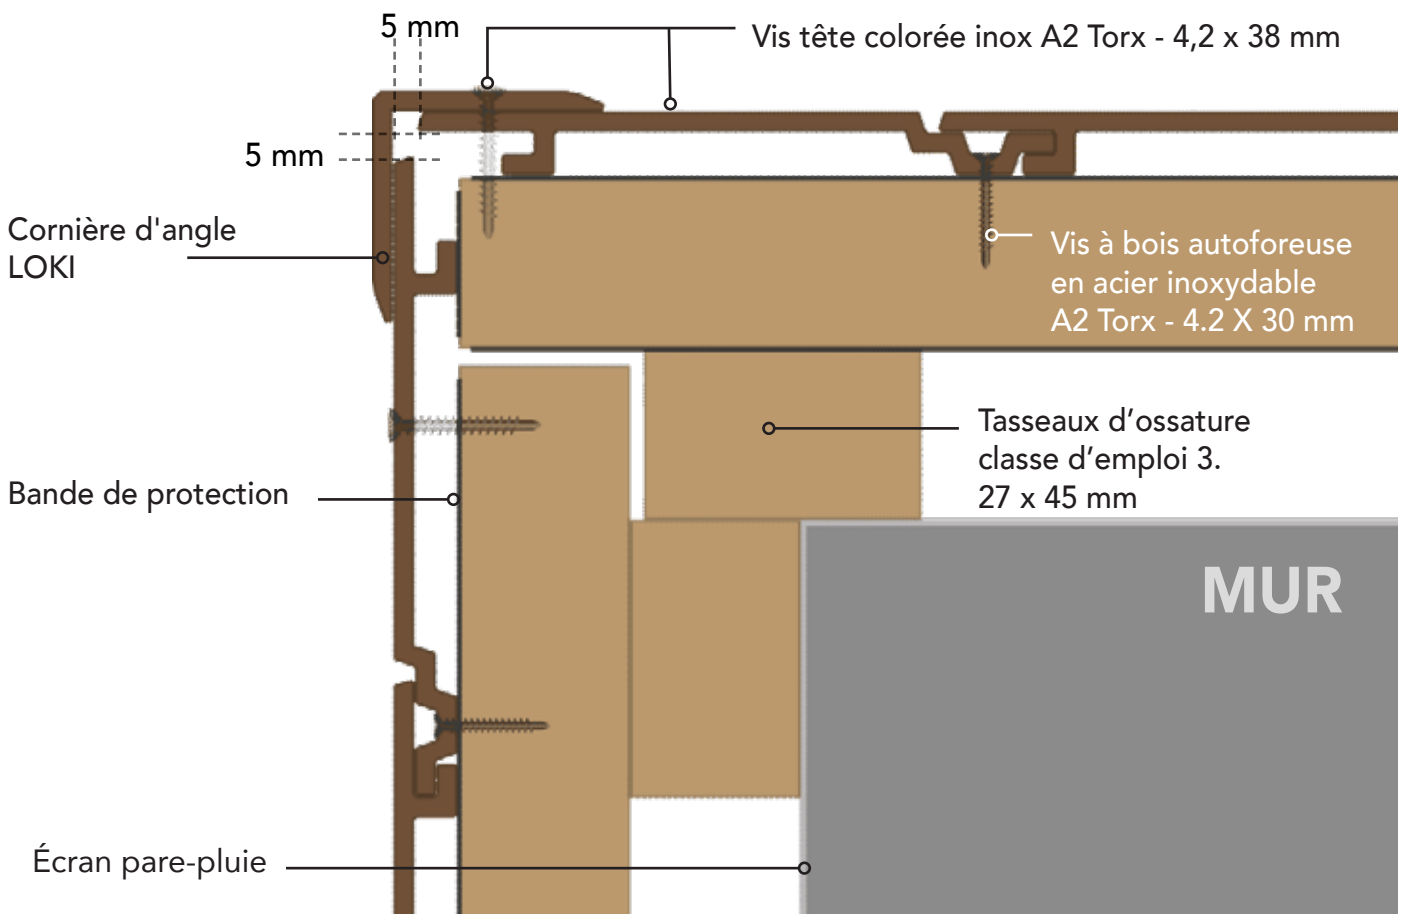 5 mm
Vis tête colorée inox A2 Torx - 4,2 x 38 mm
5 mm
Cornière d'angle
LOKI
Vis à bois autoforeuse
en acier inoxydable
A2 Torx - 4.2 X 30 mm
Tasseaux d’ossature
classe d’emploi 3.
27 x 45 mm
Bande de protection
MUR
Écran pare-pluie